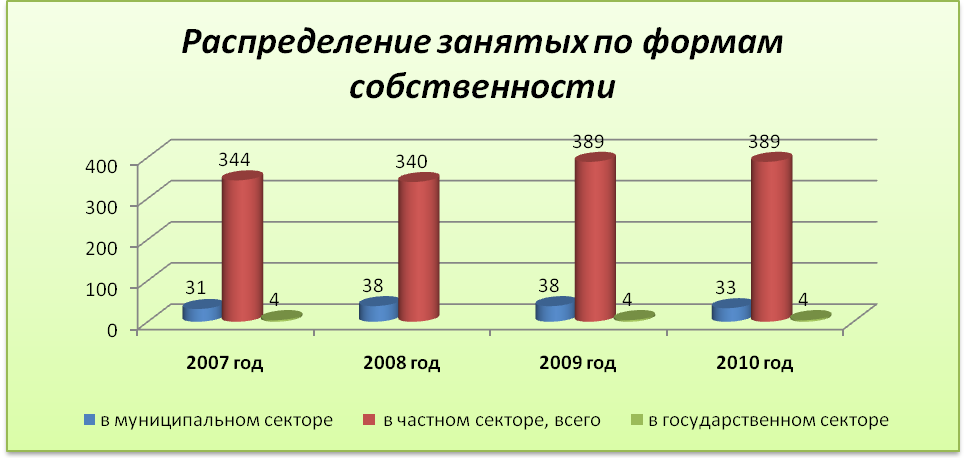 Распределение занятых по формам
собственности
400
300
200
100
0
31
344
4
38
340
38
389
4
33
389
4
2007 год
2008 год
2009 год
2010 год
в муниципальном секторе
в частном секторе, всего
в государственном секторе